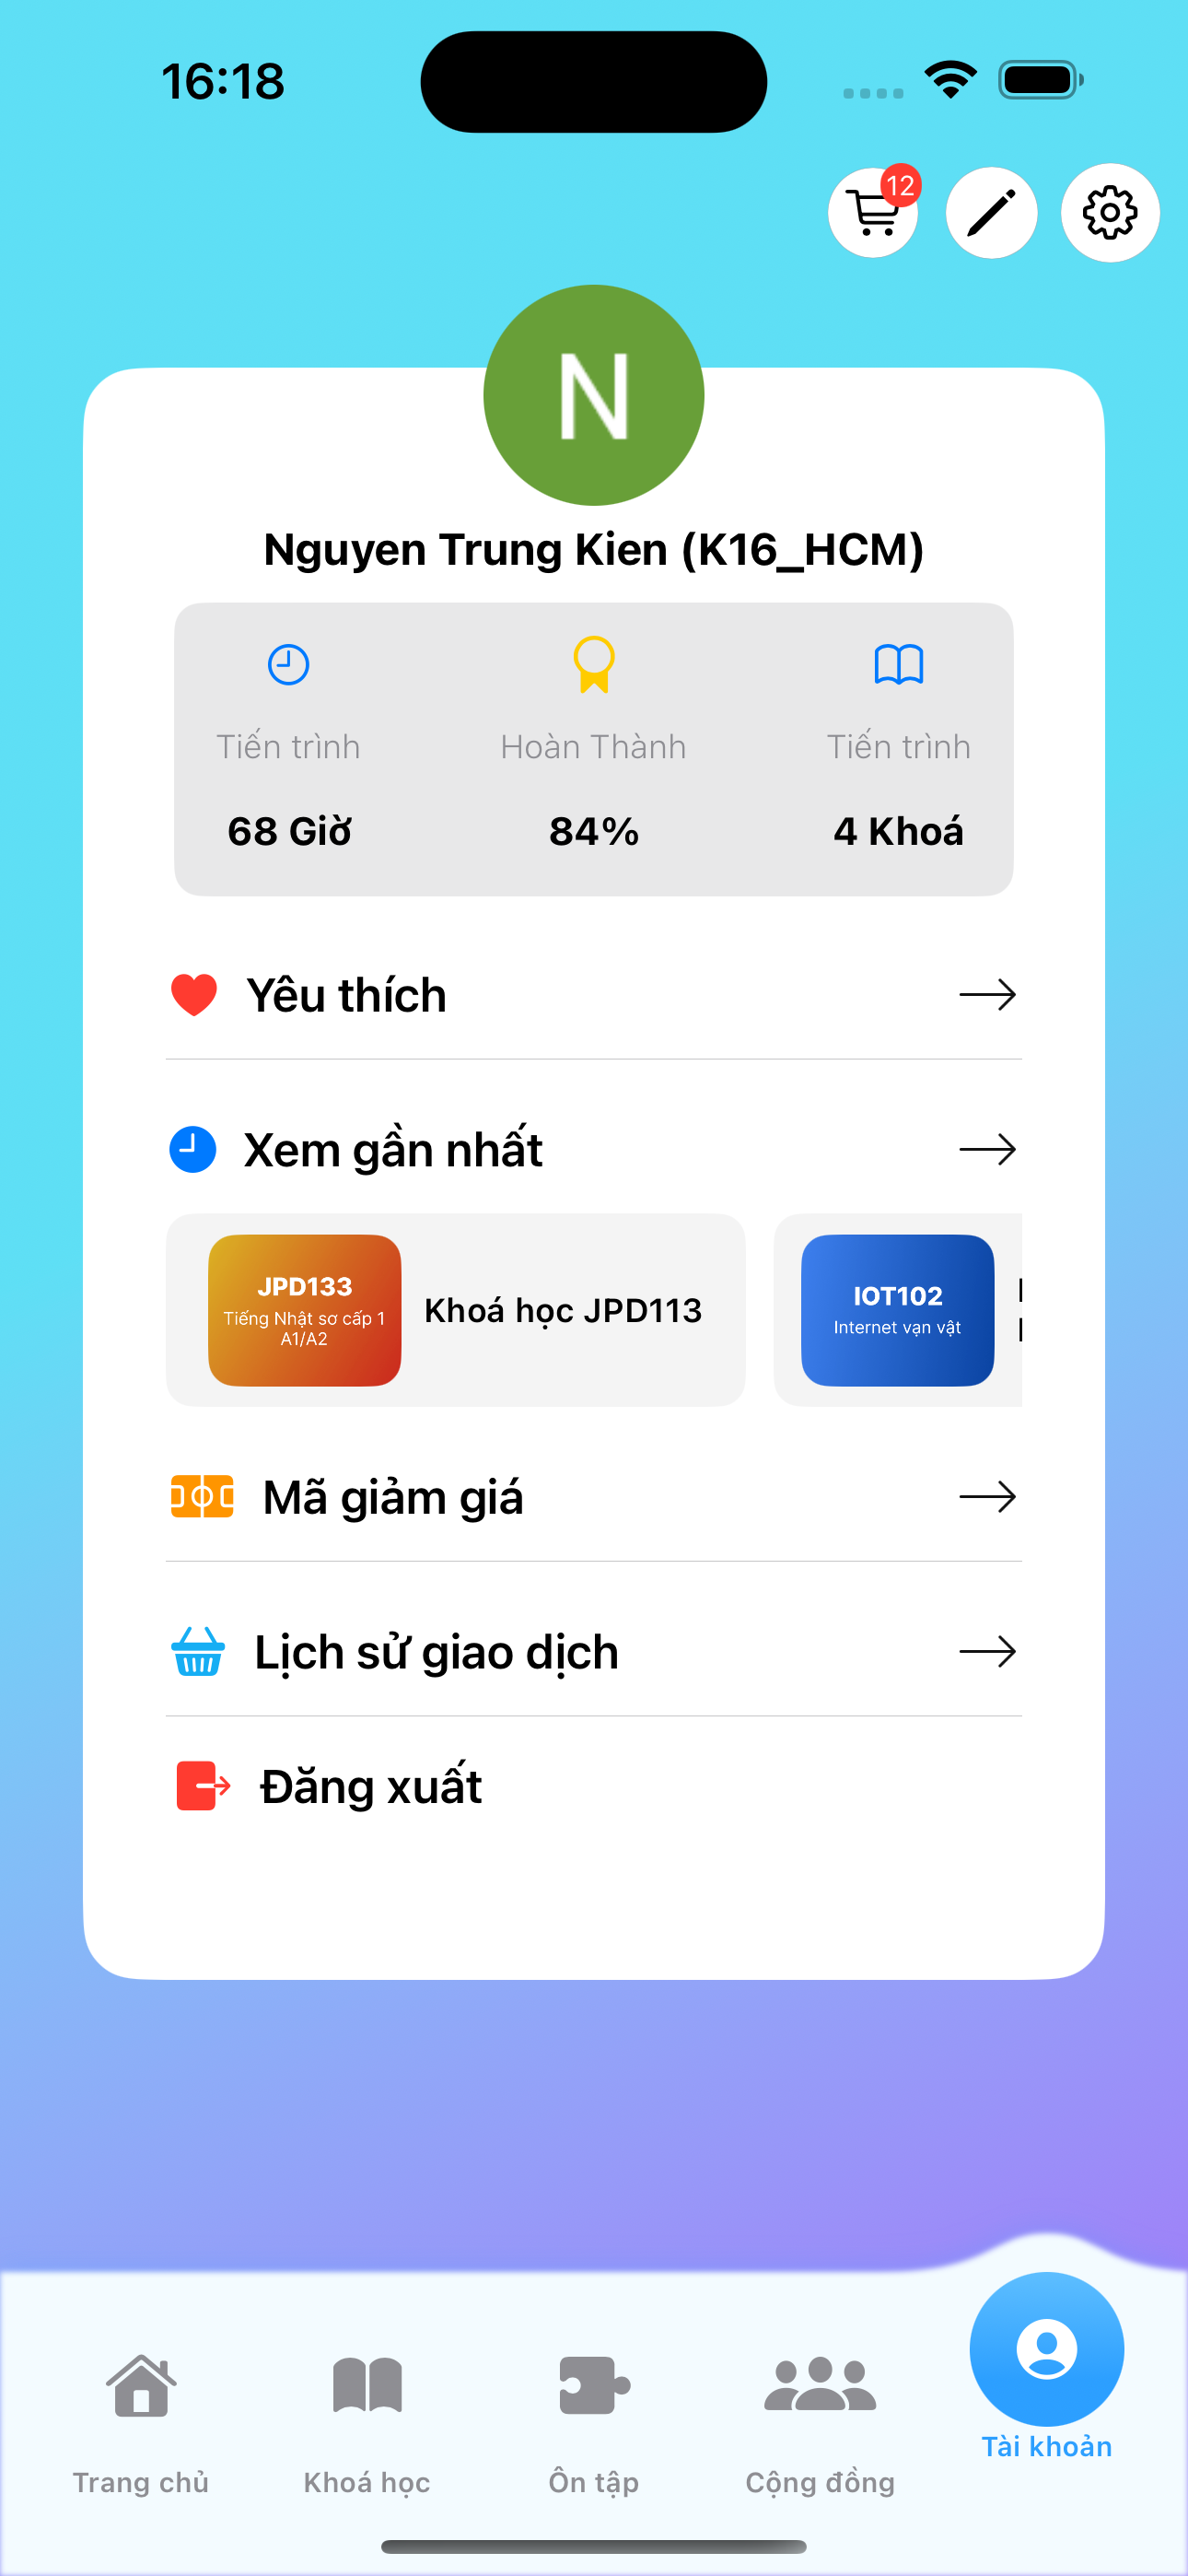 16:18
12
N
Nguyen Trung Kien (K16_HCM)
Tiến trình
Hoàn Thành
Tiến trình
68 Giờ
84%
4 Khoá
Yêu thích
Xem gần nhất
JPD133
Tiếng Nhật sơ cấp 1
A1/A2
Khoá học JPD113
IOT102
Internet vạn vật
Mã giảm giá
Lịch sử giao dịch
Đăng xuất
Trang chủ
Khoá học
Ôn tập
Cộng đồng
Tài khoản